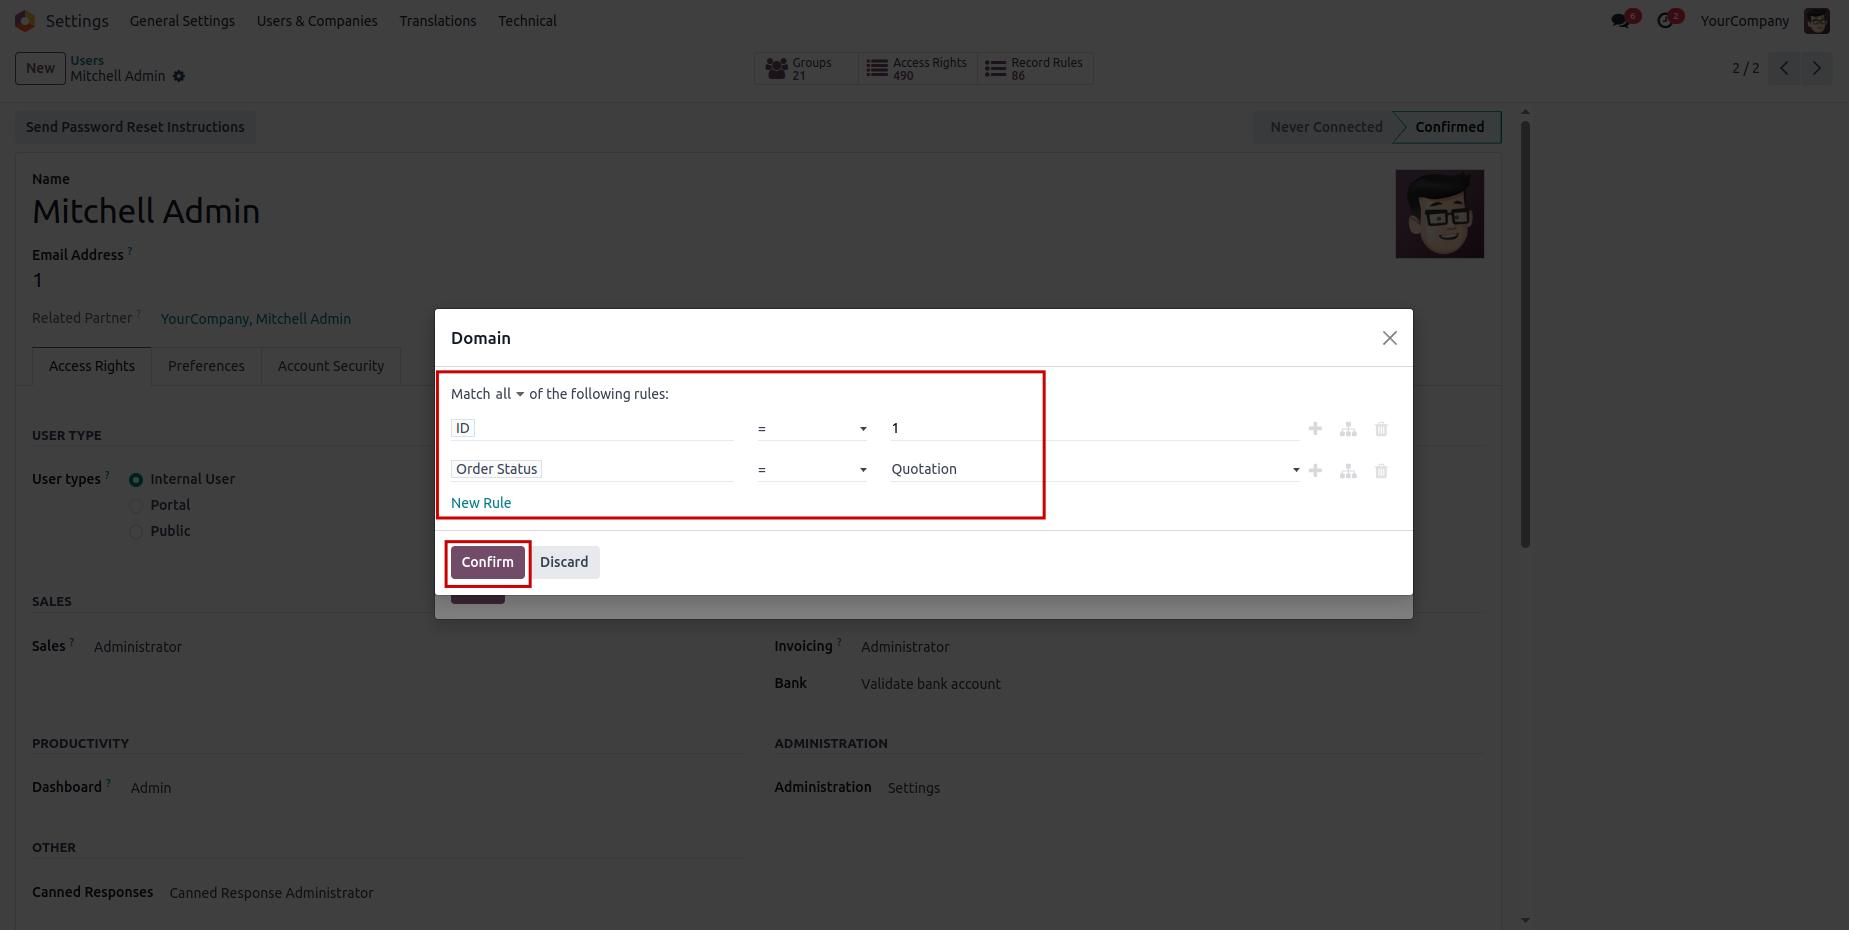 Settings General Settings Users & Companies Translations Technical 6 2 YourCompany
New Users Groups 21 Access Rights 490 Record Rules 86 2 / 2
Mitchell Admin
Send Password Reset Instructions Never Connected Confirmed
Name
Mitchell Admin
Email Address ?
1
Related Partner ? YourCompany, Mitchell Admin
Domain
Access Rights Preferences Account Security
Match all of the following rules:
ID = 1
USER TYPE
Order Status = Quotation
User types ? Internal User
New Rule
Portal
Public
Confirm Discard
SALES
Sales ? Administrator Invoicing ? Administrator
Bank Validate bank account
PRODUCTIVITY ADMINISTRATION
Dashboard ? Admin Administration Settings
OTHER
Canned Responses Canned Response Administrator